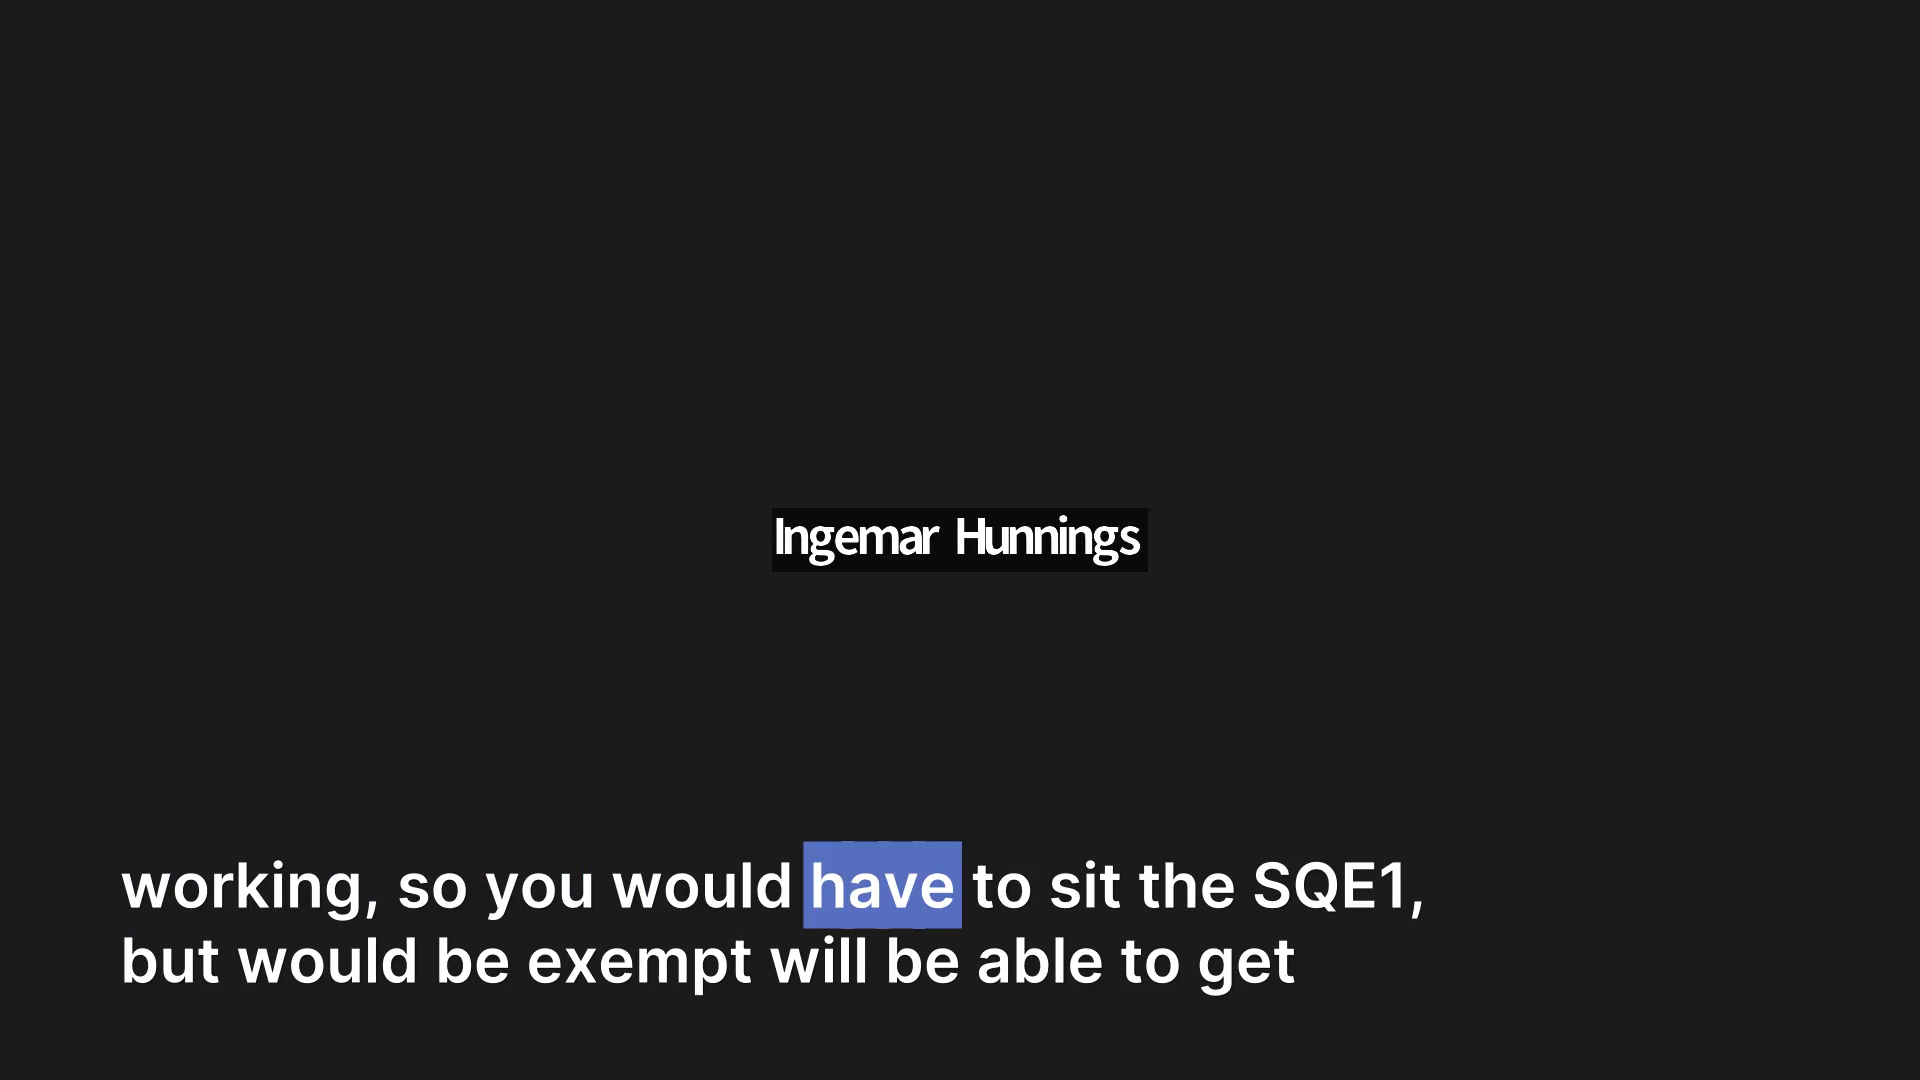 Ingemar Hunnings
working, so you would have to sit the SQE1,
but would be exempt will be able to get